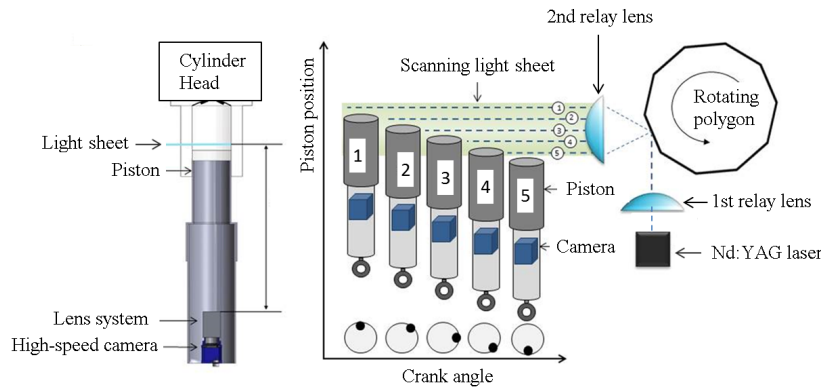 2nd relay lens
Cylinder
Head
Scanning light sheet
Rotating
polygon
Light sheet
Piston
Piston position
1
2
3
4
5
1
2
3
4
5
Piston
1st relay lens
Camera
Nd:YAG laser
Lens system
High-speed camera
Crank angle